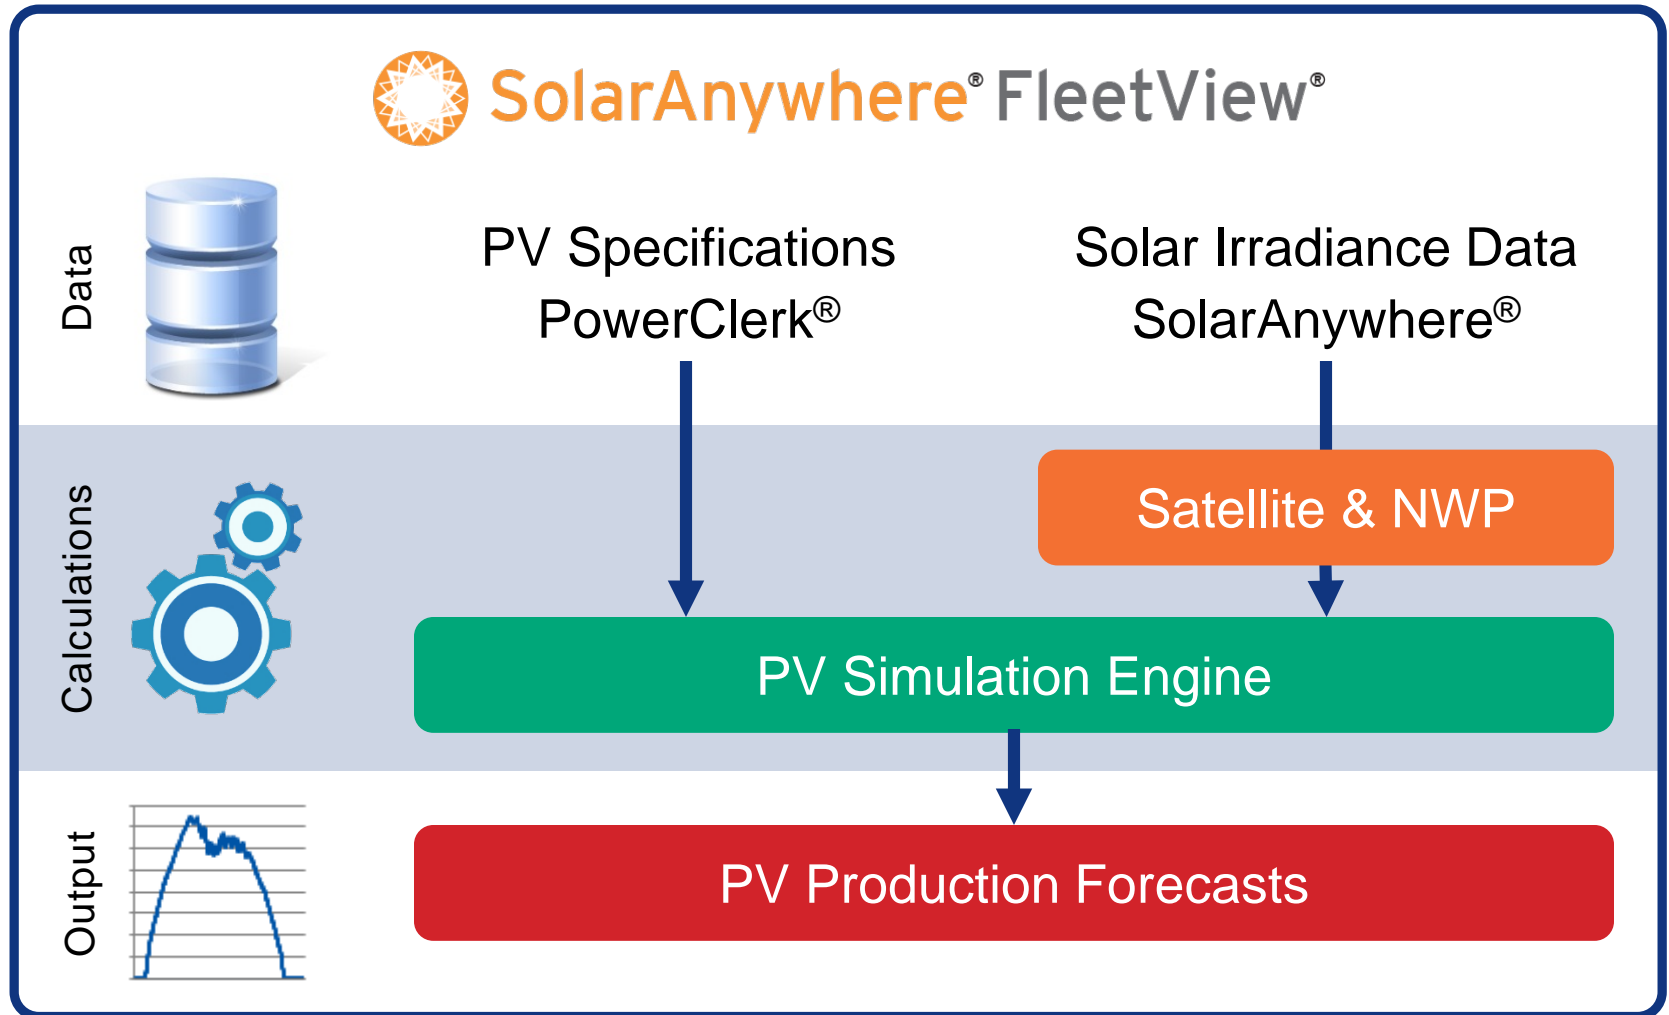 SolarAnywhere® FleetView®
Data
PV Specifications
PowerClerk®
Solar Irradiance Data
SolarAnywhere®
Calculations
Satellite & NWP
PV Simulation Engine
Output
PV Production Forecasts